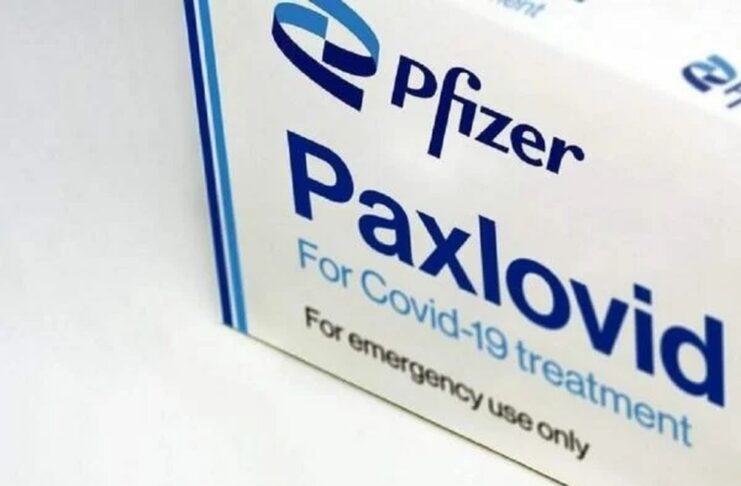 Pfizer
Paxlovid
For Covid-19 treatment
For emergency use only